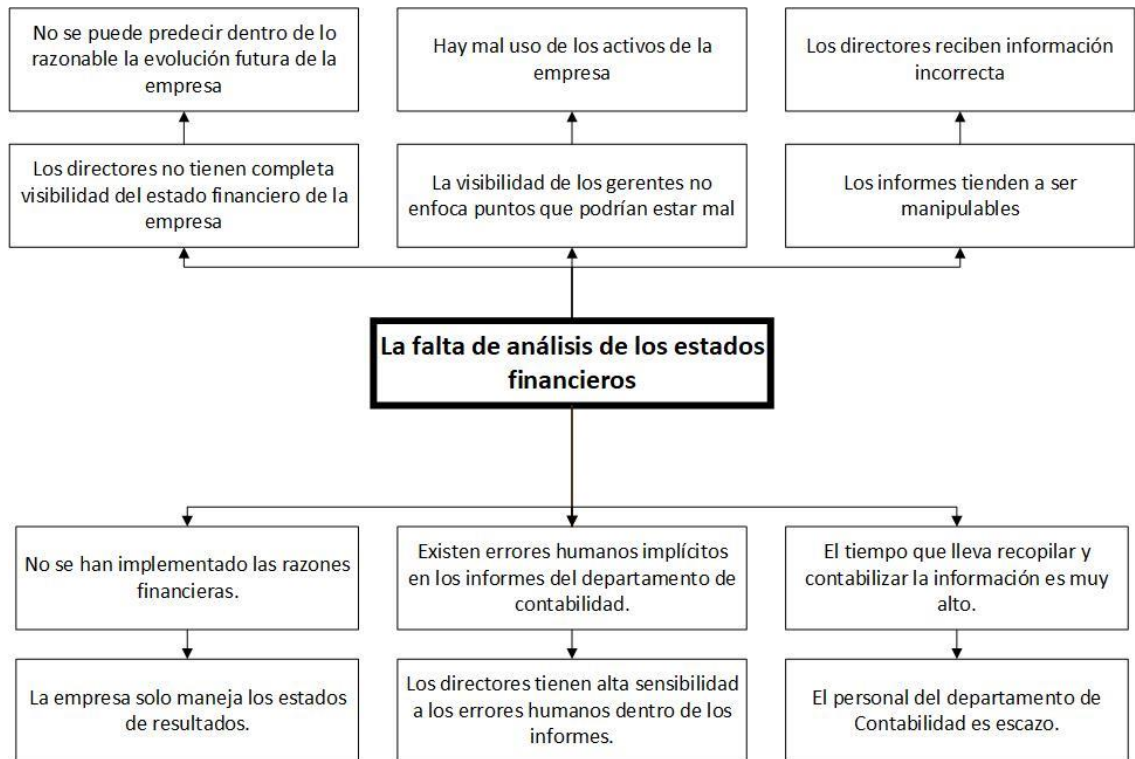 No se puede predecir dentro de lo
razonable la evolución futura de la
empresa
Hay mal uso de los activos de la
empresa
Los directores reciben información
incorrecta
Los directores no tienen completa
visibilidad del estado financiero de la
empresa
La visibilidad de los gerentes no
enfoca puntos que podrían estar mal
Los informes tienden a ser
manipulables
La falta de análisis de los estados
financieros
No se han implementado las razones
financieras.
Existen errores humanos implícitos
en los informes del departamento de
contabilidad.
El tiempo que lleva recopilar y
contabilizar la información es muy
alto.
La empresa solo maneja los estados
de resultados.
Los directores tienen alta sensibilidad
a los errores humanos dentro de los
informes.
El personal del departamento de
Contabilidad es escazo.